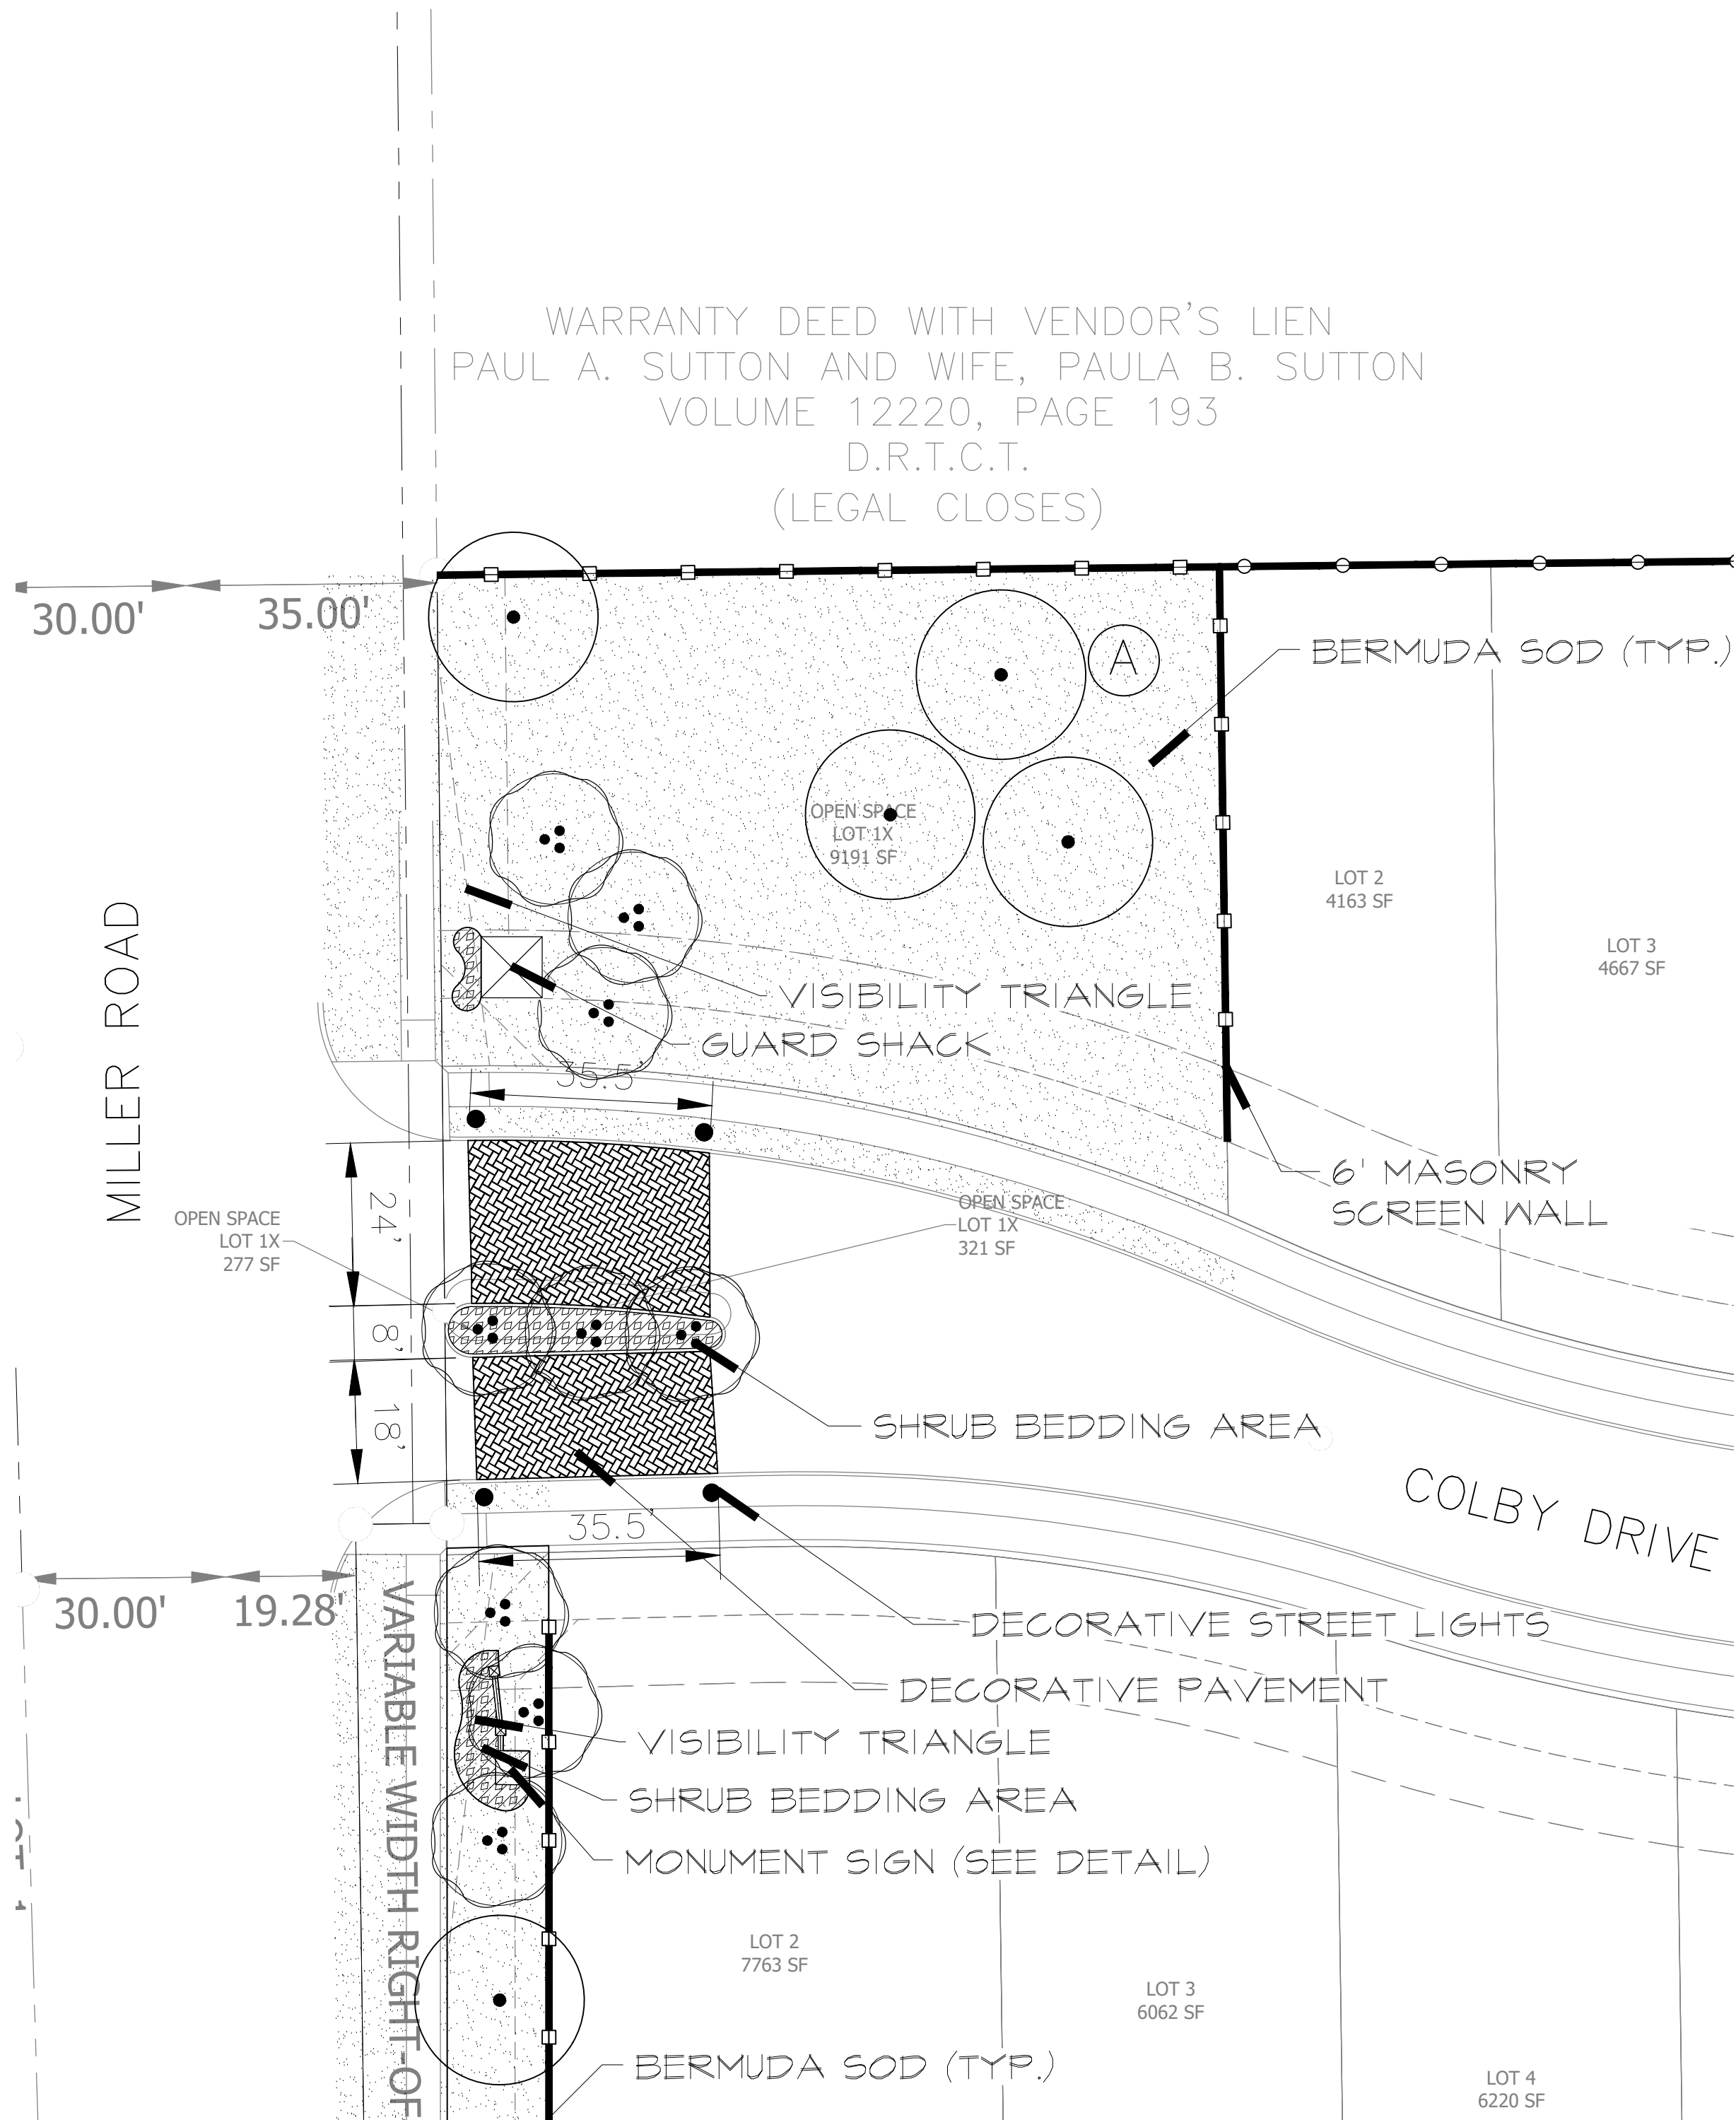 WARRANTY DEED WITH VENDOR'S LIEN
PAUL A. SUTTON AND WIFE, PAULA B. SUTTON
VOLUME 12220, PAGE 193
D.R.T.C.T.
(LEGAL CLOSES)
30.00'
35.00'
A
BERMUDA SOD (TYP.)
OPEN SPACE
LOT 1X
9191 SF
LOT 2
4163 SF
LOT 3
4667 SF
MILLER ROAD
VISIBILITY TRIANGLE
GUARD SHACK
35.5'
6' MASONRY
SCREEN WALL
24'
OPEN SPACE
LOT 1X
277 SF
OPEN SPACE
LOT 1X
321 SF
8'
18'
SHRUB BEDDING AREA
COLBY DRIVE
35.5'
30.00'
19.28'
DECORATIVE STREET LIGHTS
DECORATIVE PAVEMENT
VISIBILITY TRIANGLE
SHRUB BEDDING AREA
MONUMENT SIGN (SEE DETAIL)
VARIABLE WIDTH RIGHT-OF
LOT 2
7763 SF
LOT 3
6062 SF
BERMUDA SOD (TYP.)
LOT 4
6220 SF